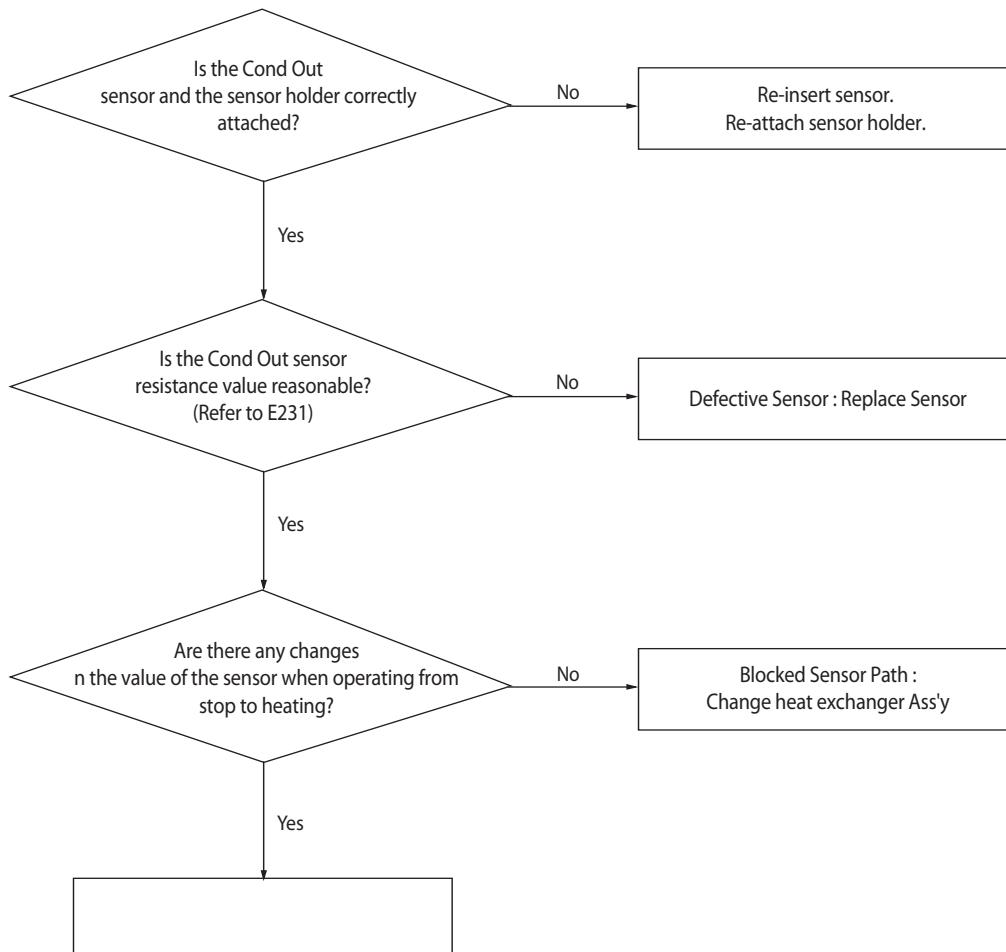 Is the Cond Out
sensor and the sensor holder correctly
attached?
No
Re-insert sensor.
Re-attach sensor holder.
Yes
Is the Cond Out sensor
resistance value reasonable?
(Refer to E231)
No
Defective Sensor : Replace Sensor
Yes
Are there any changes
n the value of the sensor when operating from
stop to heating?
No
Blocked Sensor Path :
Change heat exchanger Ass'y
Yes